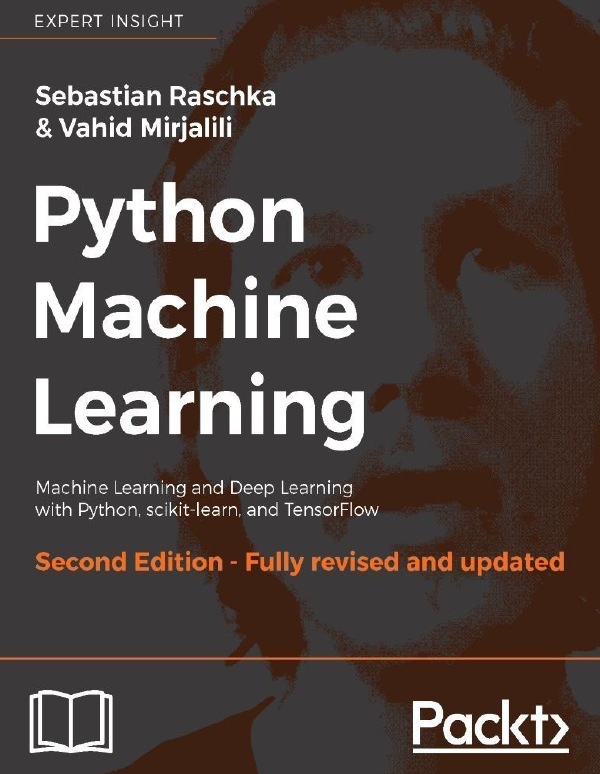 EXPERT INSIGHT
Sebastian Raschka
& Vahid Mirjalili
Python
Machine
Learning
Machine Learning and Deep Learning
with Python, scikit-learn, and TensorFlow
Second Edition - Fully revised and updated
Packt>